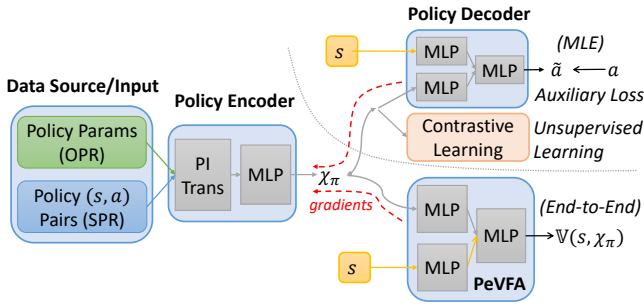 Data Source/Input
Policy Params
(OPR)
Policy (s, a)
Pairs (SPR)
Policy Encoder
PI
Trans
MLP
χπ
gradients
Policy Decoder
s
MLP
MLP
MLP
ã
a
(MLE)
Auxiliary Loss
Contrastive
Learning
Unsupervised
Learning
MLP
s
MLP
MLP
PeVFA
(End-to-End)
𝕍(s, χπ)